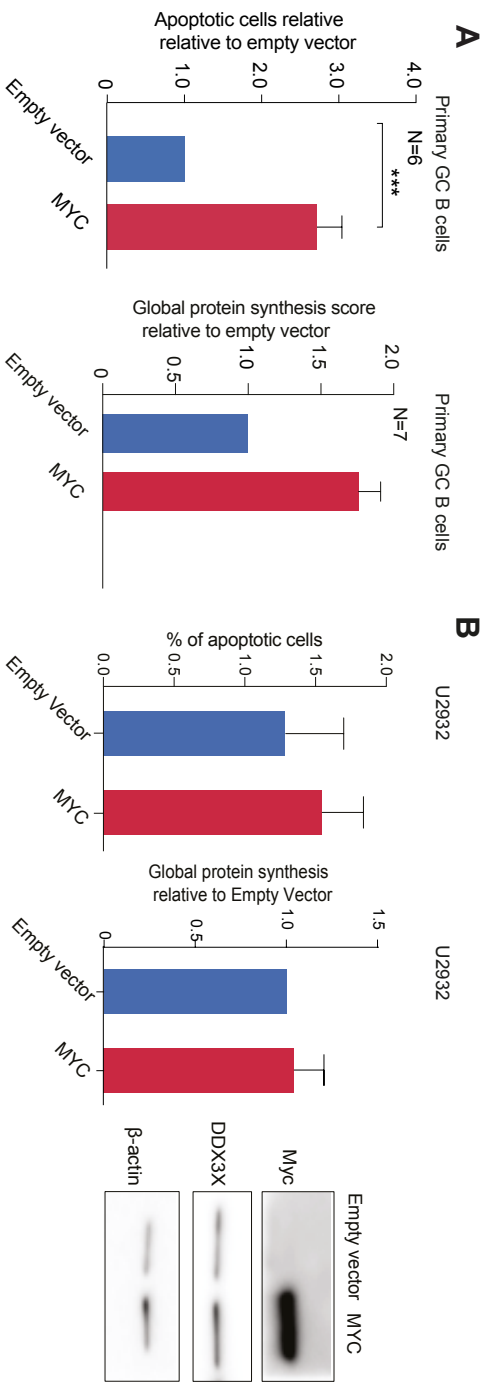 A
Primary GC B cells
N=6
***
Apoptotic cells relative
relative to empty vector
4.0
3.0
2.0
1.0
0
Empty vector
MYC
Primary GC B cells
N=7
Global protein synthesis score
relative to empty vector
2.0
1.5
1.0
0.5
0
Empty vector
MYC
B
U2932
% of apoptotic cells
2.0
1.5
1.0
0.5
0.0
Empty Vector
MYC
U2932
Global protein synthesis
relative to Empty Vector
1.5
1.0
0.5
0
Empty vector
MYC
Empty vector MYC
Myc
DDX3X
β-actin